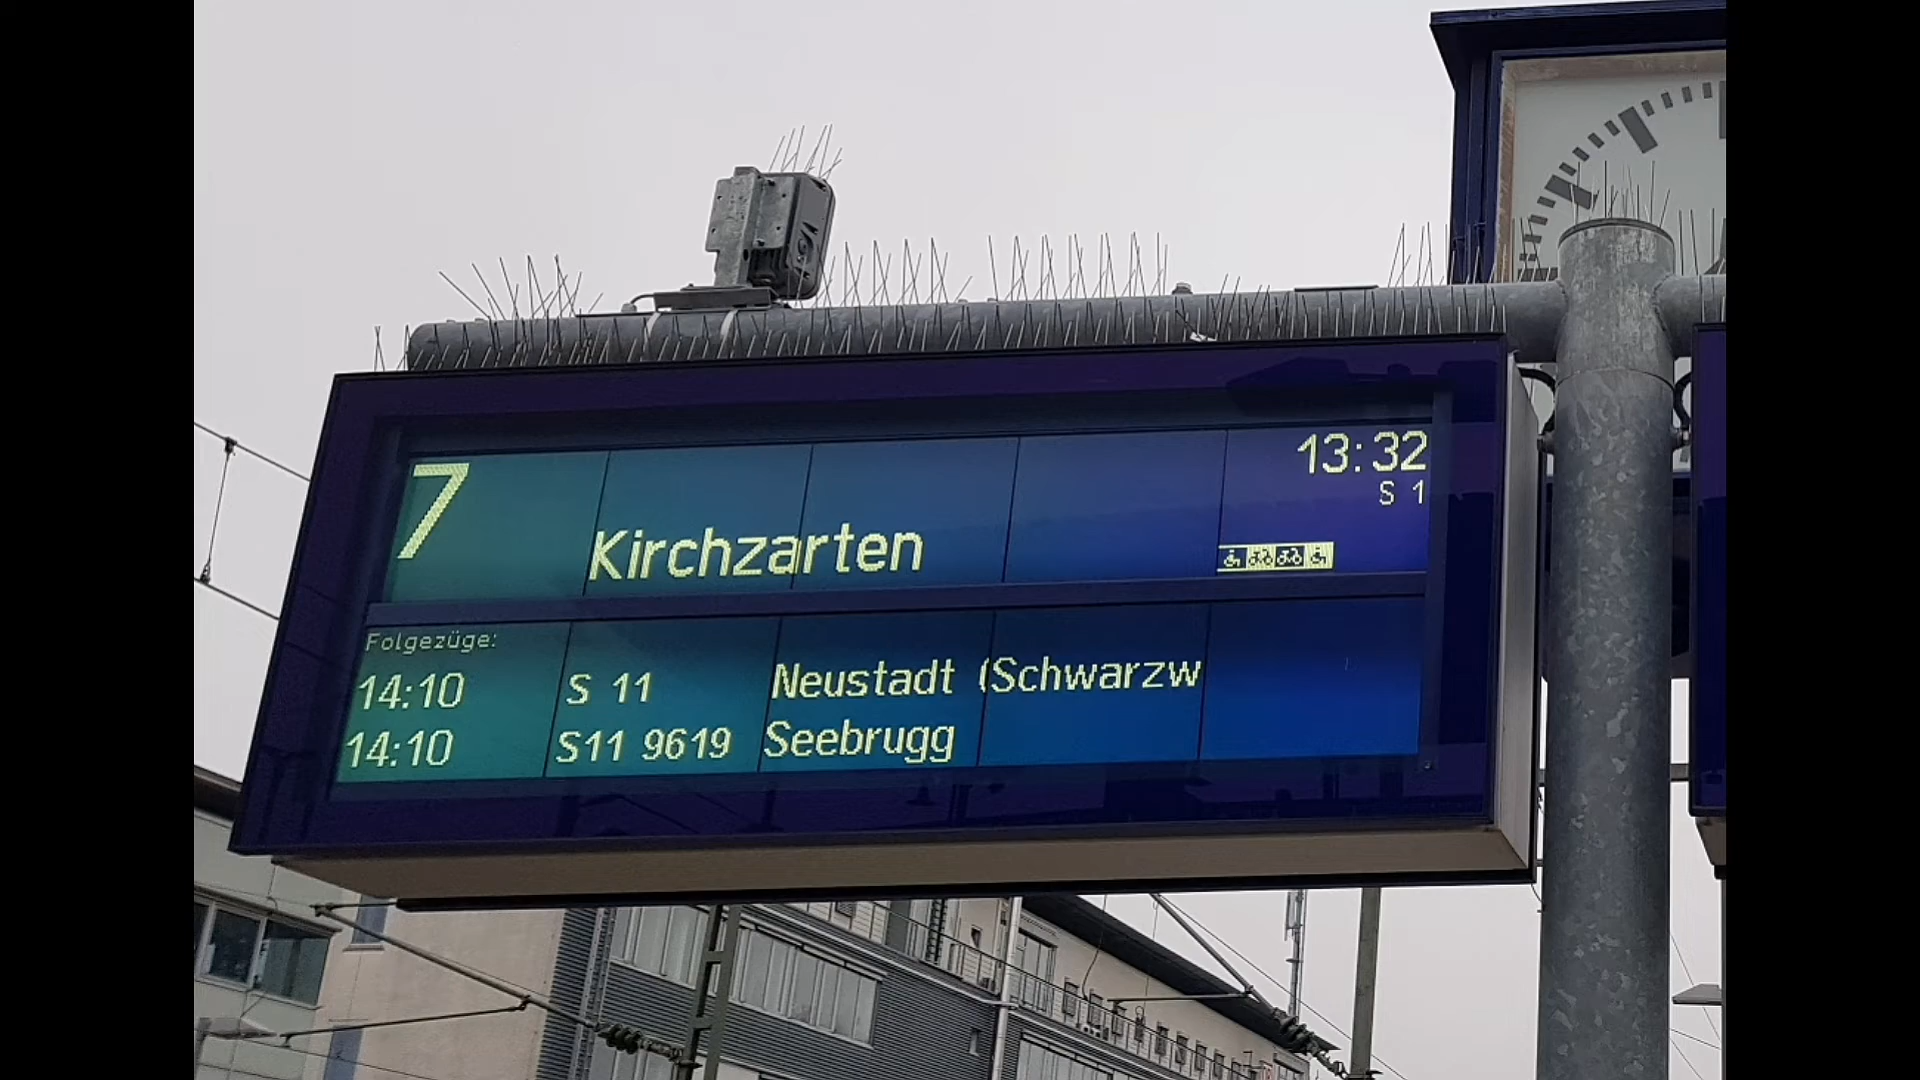 7
13:32
S 1
Kirchzarten
Folgezüge:
14:10 S 11 Neustadt (Schwarzw
14:10 S11 9619 Seebrugg